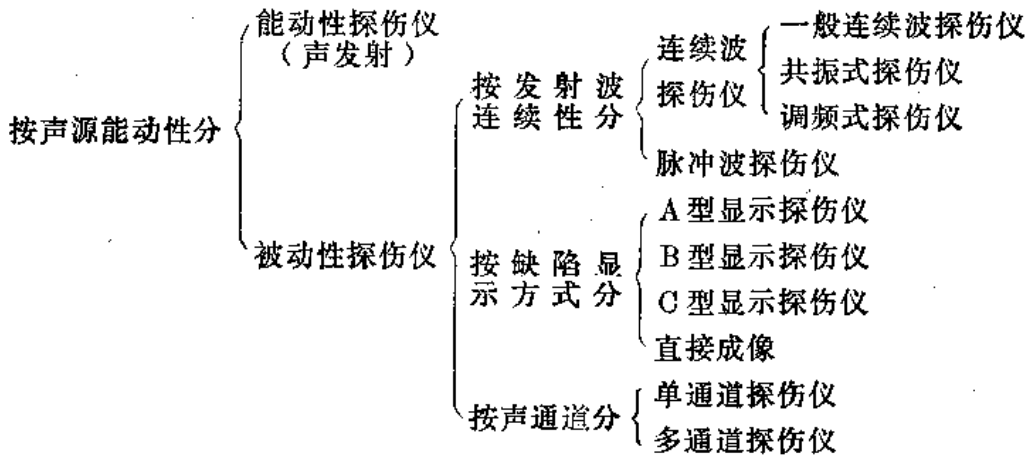 按声源能动性分
能动性探伤仪
（声发射）
被动性探伤仪
按发射波
连续性分
连续波
探伤仪
一般连续波探伤仪
共振式探伤仪
调频式探伤仪
脉冲波探伤仪
按缺陷显
示方式分
A型显示探伤仪
B型显示探伤仪
C型显示探伤仪
直接成像
按声通道分
单通道探伤仪
多通道探伤仪